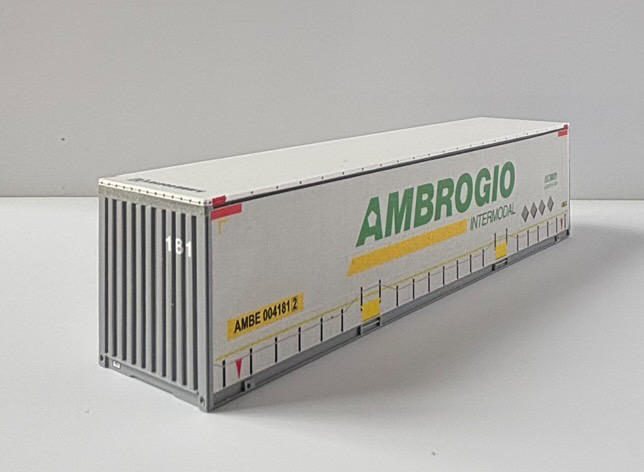 181
AMBROGIO
INTERMODAL
AMBE 004181 2